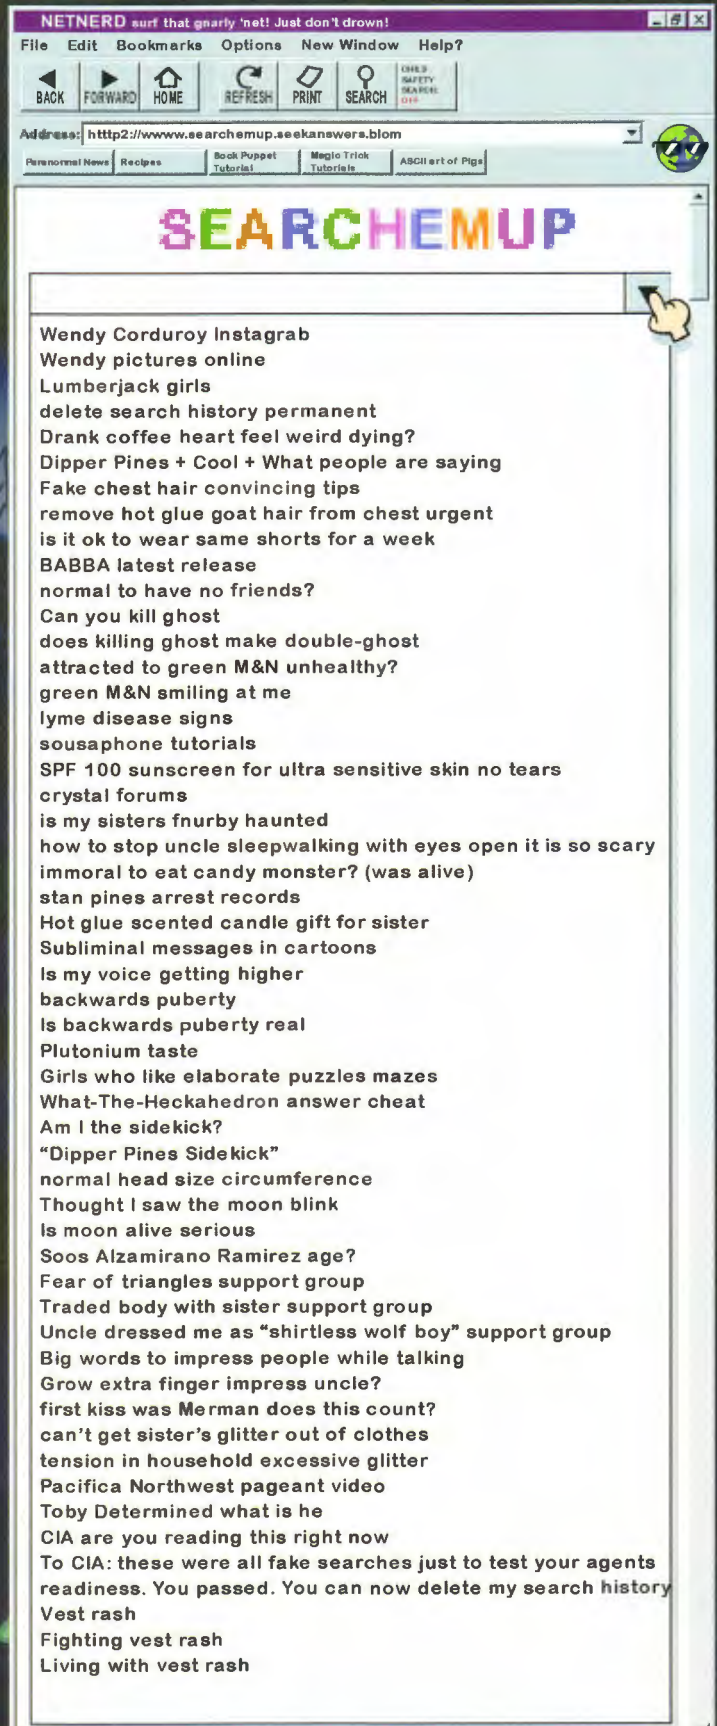 NETNERD surf that gnarly 'net! Just don't drown!
File Edit Bookmarks Options New Window Help?
BACK FORWARD HOME REFRESH PRINT SEARCH CHILD SAFETY SEARCH: OFF
Address: htttp2://wwww.searchemup.seekanswers.blom
Paranormal News Recipes Sock Puppet Tutorial Magic Trick Tutorials ASCII art of Pigs
SEARCHEMUP
Wendy Corduroy Instagrab
Wendy pictures online
Lumberjack girls
delete search history permanent
Drank coffee heart feel weird dying?
Dipper Pines + Cool + What people are saying
Fake chest hair convincing tips
remove hot glue goat hair from chest urgent
is it ok to wear same shorts for a week
BABBA latest release
normal to have no friends?
Can you kill ghost
does killing ghost make double-ghost
attracted to green M&N unhealthy?
green M&N smiling at me
lyme disease signs
sousaphone tutorials
SPF 100 sunscreen for ultra sensitive skin no tears
crystal forums
is my sisters fnurby haunted
how to stop uncle sleepwalking with eyes open it is so scary
immoral to eat candy monster? (was alive)
stan pines arrest records
Hot glue scented candle gift for sister
Subliminal messages in cartoons
Is my voice getting higher
backwards puberty
Is backwards puberty real
Plutonium taste
Girls who like elaborate puzzles mazes
What-The-Heckahedron answer cheat
Am I the sidekick?
“Dipper Pines Sidekick”
normal head size circumference
Thought I saw the moon blink
Is moon alive serious
Soos Alzamirano Ramirez age?
Fear of triangles support group
Traded body with sister support group
Uncle dressed me as “shirtless wolf boy” support group
Big words to impress people while talking
Grow extra finger impress uncle?
first kiss was Merman does this count?
can't get sister's glitter out of clothes
tension in household excessive glitter
Pacifica Northwest pageant video
Toby Determined what is he
CIA are you reading this right now
To CIA: these were all fake searches just to test your agents
readiness. You passed. You can now delete my search history
Vest rash
Fighting vest rash
Living with vest rash